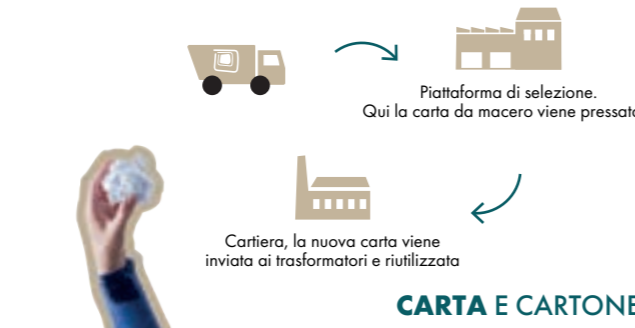 Piattaforma di selezione.
Qui la carta da macero viene pressata
Cartiera, la nuova carta viene
inviata ai trasformatori e riutilizzata
CARTA E CARTONE